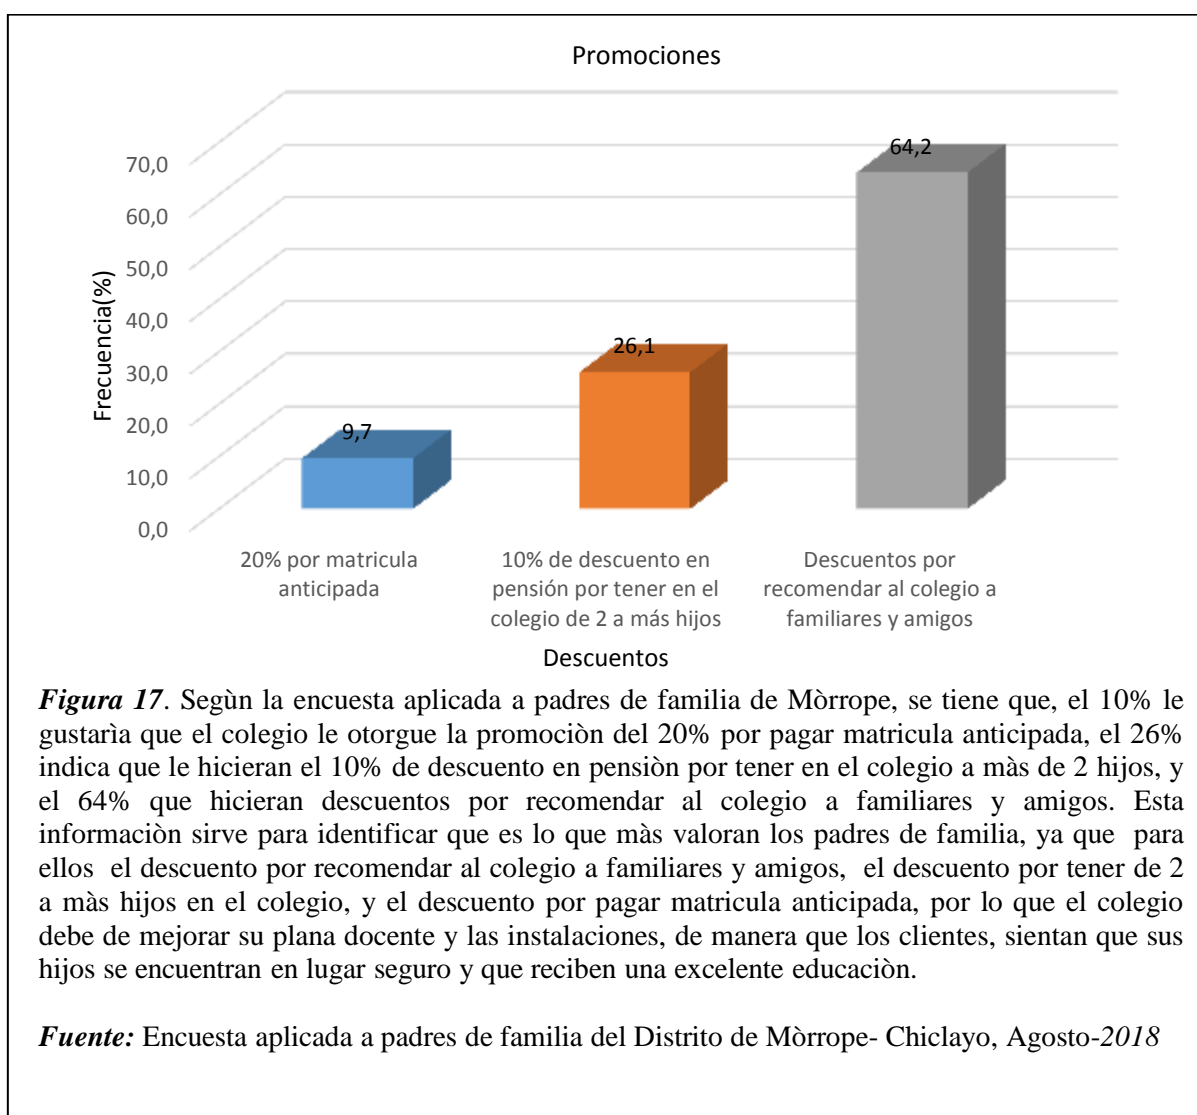 Promociones
70,0
60,0
50,0
40,0
30,0
20,0
10,0
0,0
Frecuencia(%)
9,7
26,1
64,2
20% por matricula
anticipada
10% de descuento en
pensión por tener en el
colegio de 2 a más hijos
Descuentos por
recomendar al colegio a
familiares y amigos
Descuentos
Figura 17. Segùn la encuesta aplicada a padres de familia de Mòrrope, se tiene que, el 10% le
gustarìa que el colegio le otorgue la promociòn del 20% por pagar matricula anticipada, el 26%
indica que le hicieran el 10% de descuento en pensiòn por tener en el colegio a màs de 2 hijos, y
el 64% que hicieran descuentos por recomendar al colegio a familiares y amigos. Esta
informaciòn sirve para identificar que es lo que màs valoran los padres de familia, ya que para
ellos el descuento por recomendar al colegio a familiares y amigos, el descuento por tener de 2
a màs hijos en el colegio, y el descuento por pagar matricula anticipada, por lo que el colegio
debe de mejorar su plana docente y las instalaciones, de manera que los clientes, sientan que sus
hijos se encuentran en lugar seguro y que reciben una excelente educaciòn.
Fuente: Encuesta aplicada a padres de familia del Distrito de Mòrrope- Chiclayo, Agosto-2018